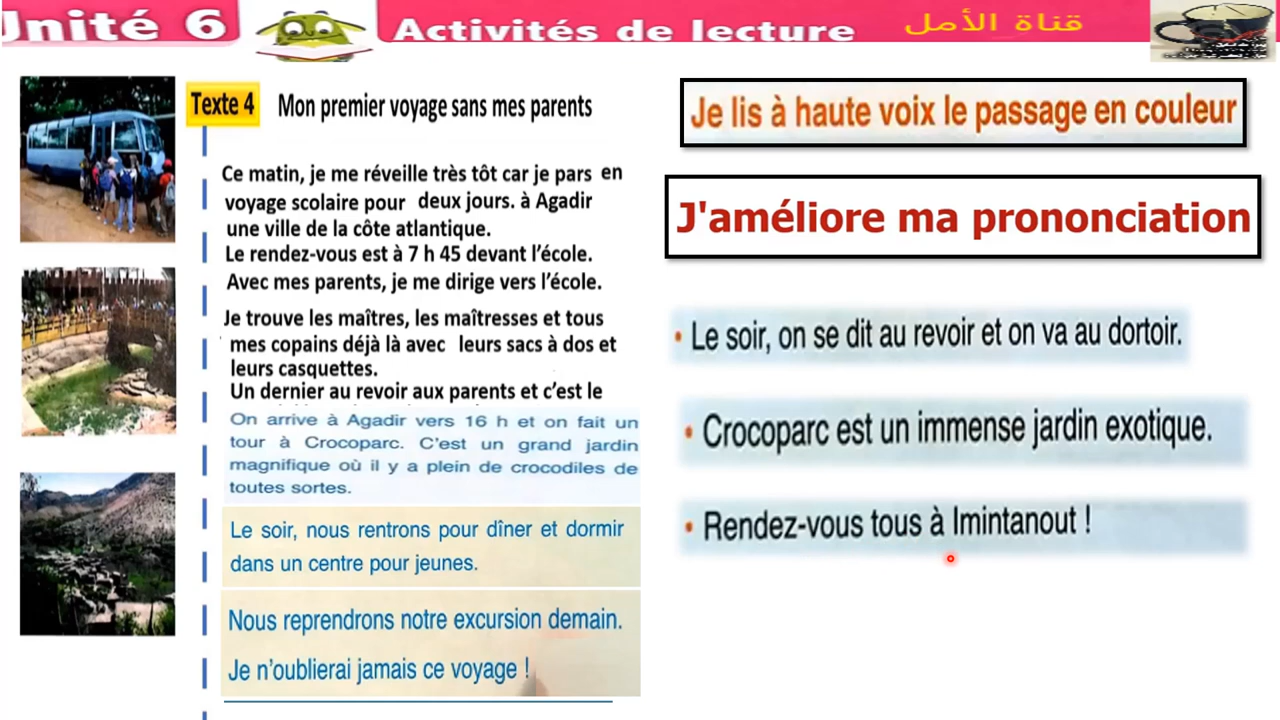 Unité 6
Activités de lecture
قناة الأمل
Texte 4
Mon premier voyage sans mes parents
Ce matin, je me réveille très tôt car je pars en
voyage scolaire pour deux jours. à Agadir
une ville de la côte atlantique.
Le rendez-vous est à 7 h 45 devant l'école.
Avec mes parents, je me dirige vers l'école.
Je trouve les maîtres, les maîtresses et tous
mes copains déjà là avec leurs sacs à dos et
leurs casquettes.
Un dernier au revoir aux parents et c'est le
On arrive à Agadir vers 16 h et on fait un
tour à Crocoparc. C'est un grand jardin
magnifique où il y a plein de crocodiles de
toutes sortes.
Le soir, nous rentrons pour dîner et dormir
dans un centre pour jeunes.
Nous reprendrons notre excursion demain.
Je n'oublierai jamais ce voyage !
Je lis à haute voix le passage en couleur
J'améliore ma prononciation
• Le soir, on se dit au revoir et on va au dortoir.
• Crocoparc est un immense jardin exotique.
• Rendez-vous tous à Imintanout !